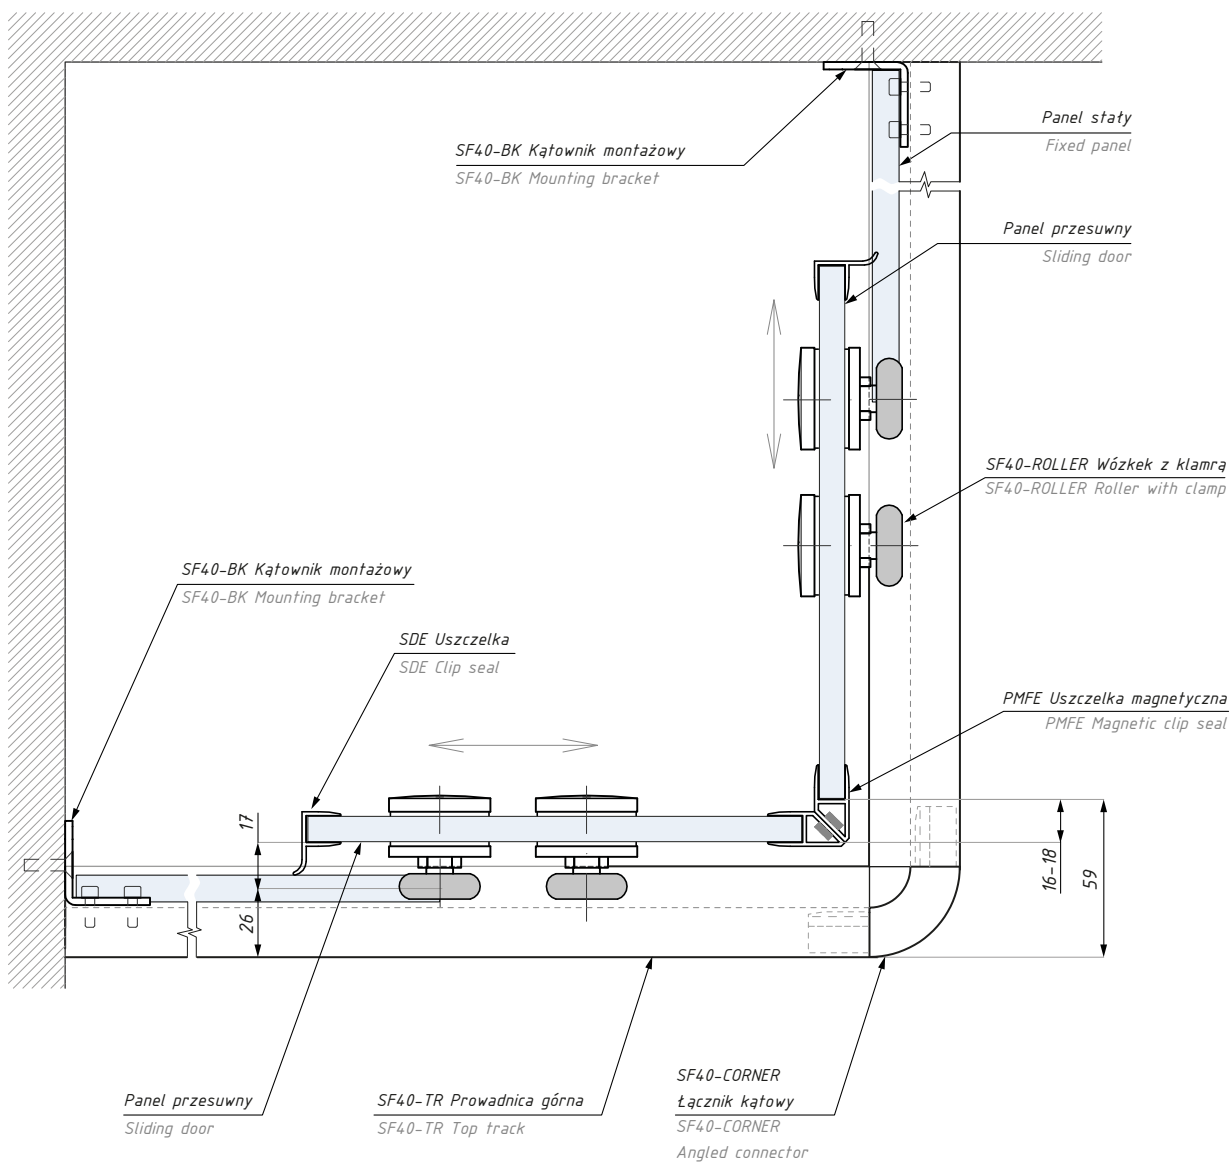 Panel stały
Fixed panel
SF40-BK Kątownik montażowy
SF40-BK Mounting bracket
Panel przesuwny
Sliding door
SF40-ROLLER Wózkek z klamrą
SF40-ROLLER Roller with clamp
SF40-BK Kątownik montażowy
SF40-BK Mounting bracket
SDE Uszczelka
SDE Clip seal
PMFE Uszczelka magnetyczna
PMFE Magnetic clip seal
17
26
16-18
59
Panel przesuwny
Sliding door
SF40-TR Prowadnica górna
SF40-TR Top track
SF40-CORNER
Łącznik kątowy
SF40-CORNER
Angled connector